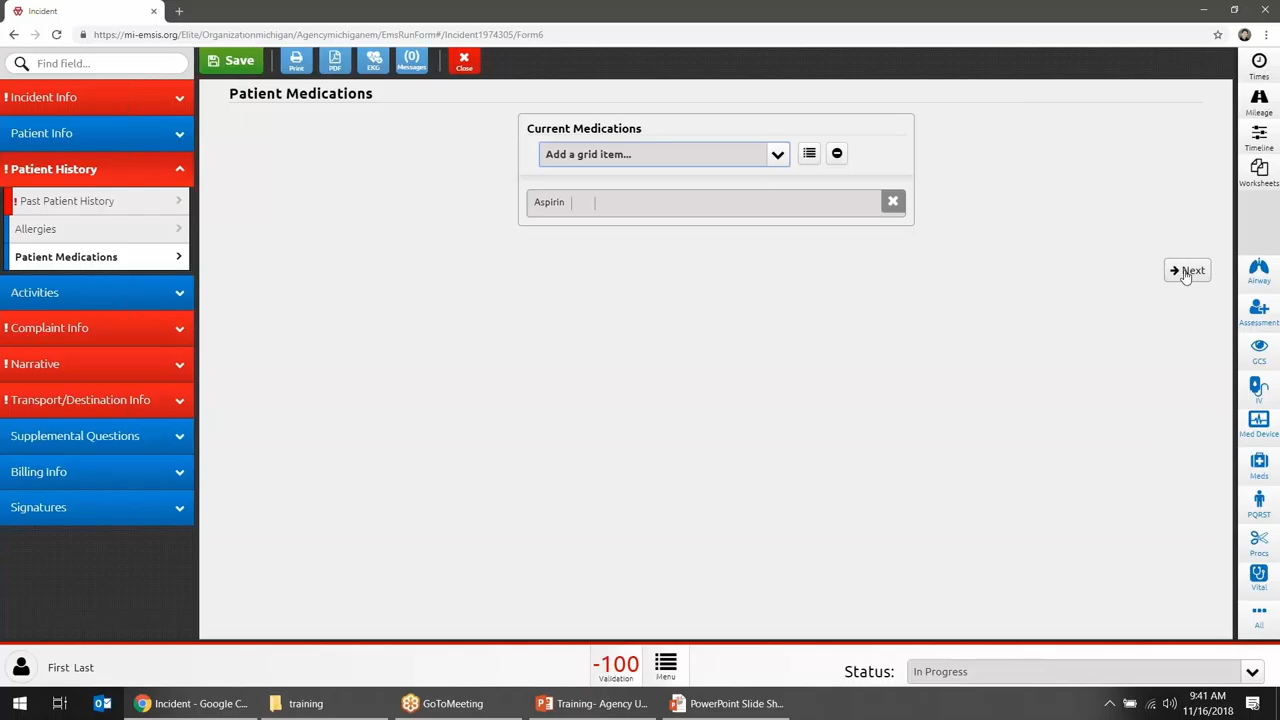 Incident
https://mi-emsis.org/Elite/Organizationmichigan/Agencymichiganem/EmsRunForm#/Incident1974305/Form6
Find field...
Save
Print
PDF
EKG
(0)
Messages
Close
! Incident Info
Patient Info
! Patient History
! Past Patient History
Allergies
Patient Medications
Activities
! Complaint Info
! Narrative
! Transport/Destination Info
Supplemental Questions
Billing Info
Signatures
Patient Medications
Current Medications
Add a grid item...
Aspirin
Next
Times
Mileage
Timeline
Worksheets
Airway
Assessment
GCS
IV
Med Device
Meds
PQRST
Procs
Vital
All
First Last
-100
Validation
Menu
Status:
In Progress
Incident - Google C...
training
GoToMeeting
Training- Agency U...
PowerPoint Slide Sh...
9:41 AM
11/16/2018